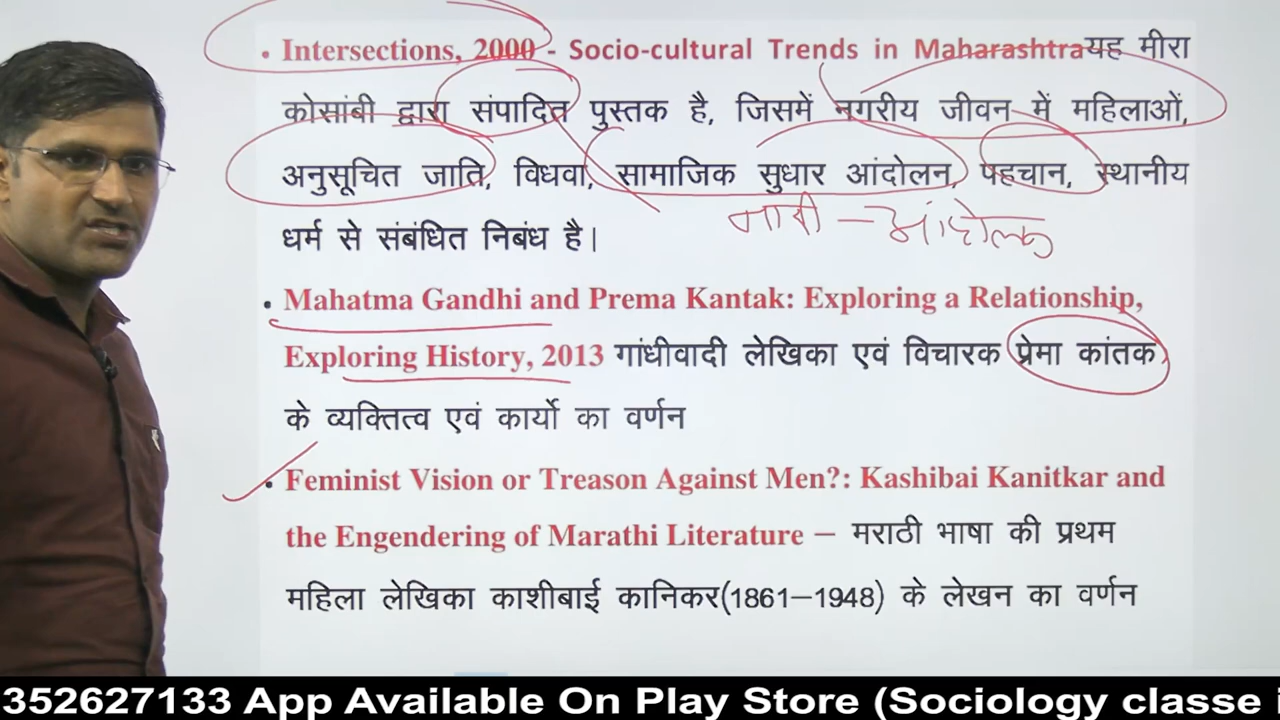 • Intersections, 2000 - Socio-cultural Trends in Maharashtraयह मीरा
कोसांबी द्वारा संपादित पुस्तक है, जिसमें नगरीय जीवन में महिलाओं,
अनुसूचित जाति, विधवा, सामाजिक सुधार आंदोलन, पहचान, स्थानीय
नारी – आंदोलन
धर्म से संबंधित निबंध है।
• Mahatma Gandhi and Prema Kantak: Exploring a Relationship,
Exploring History, 2013 गांधीवादी लेखिका एवं विचारक प्रेमा कांतक
के व्यक्तित्व एवं कार्यो का वर्णन
• Feminist Vision or Treason Against Men?: Kashibai Kanitkar and
the Engendering of Marathi Literature – मराठी भाषा की प्रथम
महिला लेखिका काशीबाई कानिकर(1861–1948) के लेखन का वर्णन
352627133 App Available On Play Store (Sociology classe i